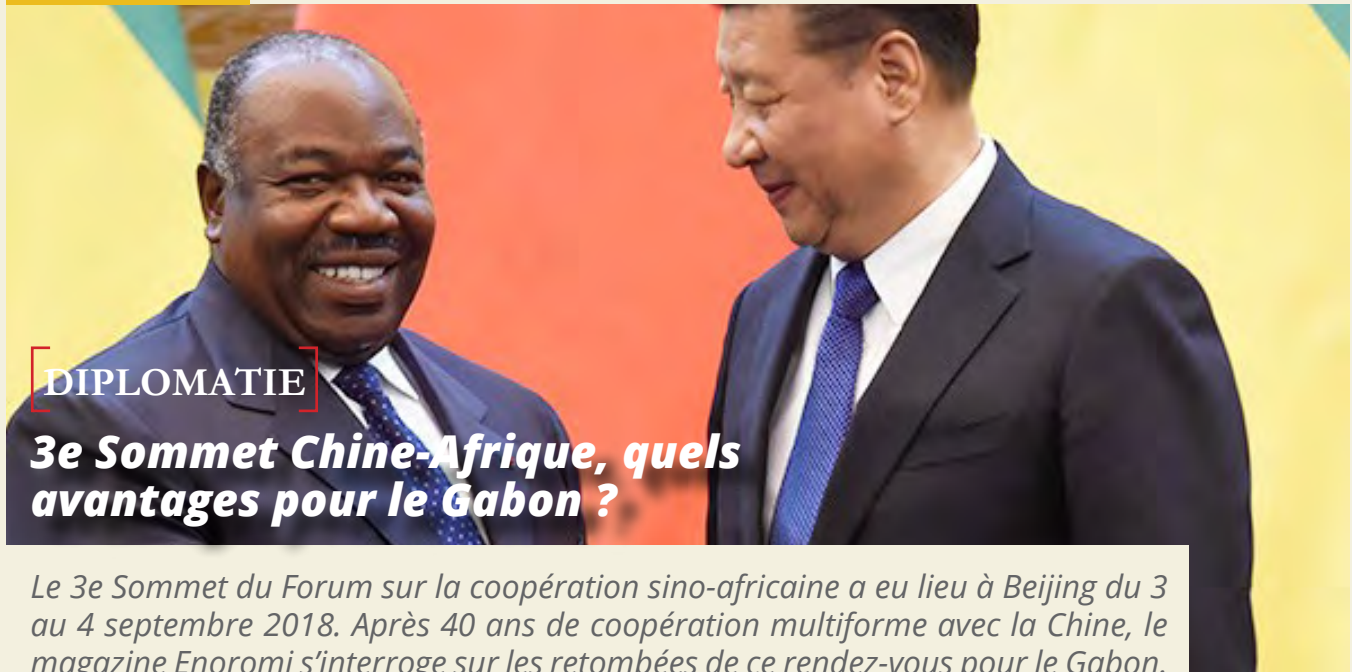 DIPLOMATIE
3e Sommet Chine-Afrique, quels
avantages pour le Gabon ?
Le 3e Sommet du Forum sur la coopération sino-africaine a eu lieu à Beijing du 3
au 4 septembre 2018. Après 40 ans de coopération multiforme avec la Chine, le
magazine Enoromi s’interroge sur les retombées de ce rendez-vous pour le Gabon.